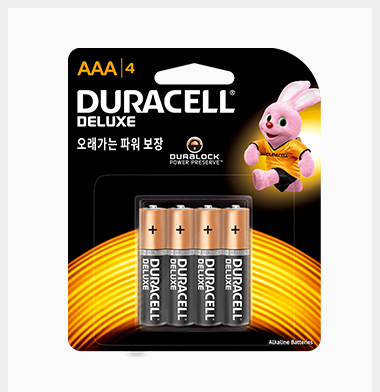 AAA|4
DURACELL®
DELUXE
오래가는 파워 보장
DURALOCK
POWER PRESERVE™
+ + + +
DURACELL DELUXE
DURACELL DELUXE
DURACELL DELUXE
DURACELL DELUXE
Alkaline Batteries